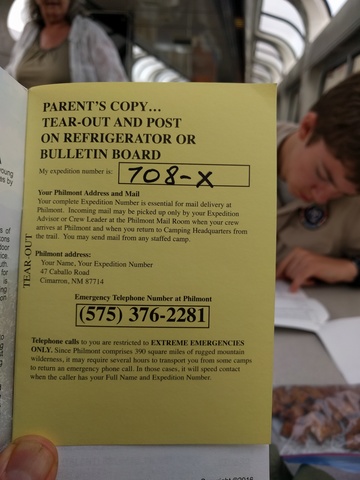 PARENT'S COPY...
TEAR-OUT AND POST
ON REFRIGERATOR OR
BULLETIN BOARD
My expedition number is: 708-X
Your Philmont Address and Mail
Your complete Expedition Number is essential for mail delivery at
Philmont. Incoming mail may be picked up only by your Expedition
Advisor or Crew Leader at the Philmont Mail Room when your crew
arrives at Philmont and when you return to Camping Headquarters from
the trail. You may send mail from any staffed camp.
Philmont address:
Your Name, Your Expedition Number
47 Caballo Road
Cimarron, NM 87714
Emergency Telephone Number at Philmont
(575) 376-2281
Telephone calls to you are restricted to EXTREME EMERGENCIES
ONLY. Since Philmont comprises 390 square miles of rugged mountain
wilderness, it may require several hours to transport you from some camps
to return an emergency phone call. In those cases, it will speed contact
when the caller has your Full Name and Expedition Number.
TEAR-OUT